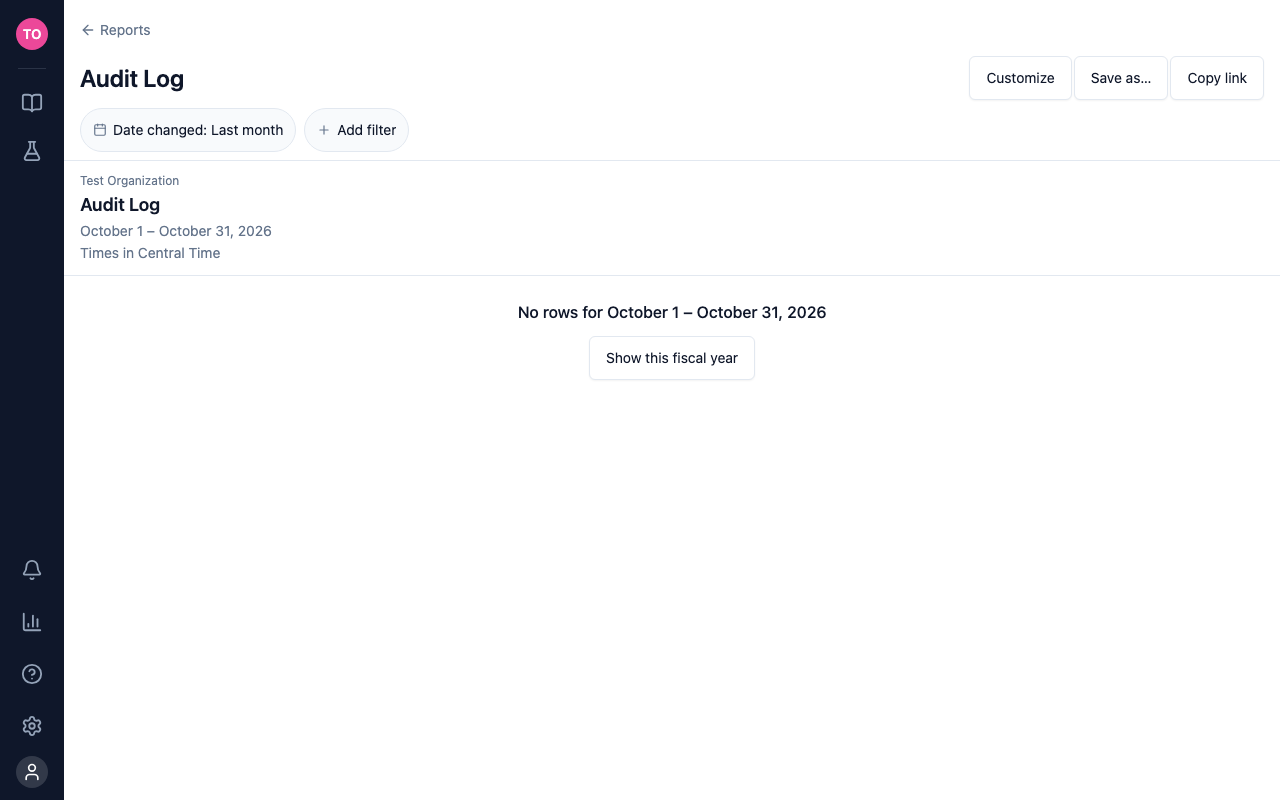 TO
Reports
Audit Log
Customize
Save as...
Copy link
Date changed: Last month
Add filter
Test Organization
Audit Log
October 1 – October 31, 2026
Times in Central Time
No rows for October 1 – October 31, 2026
Show this fiscal year